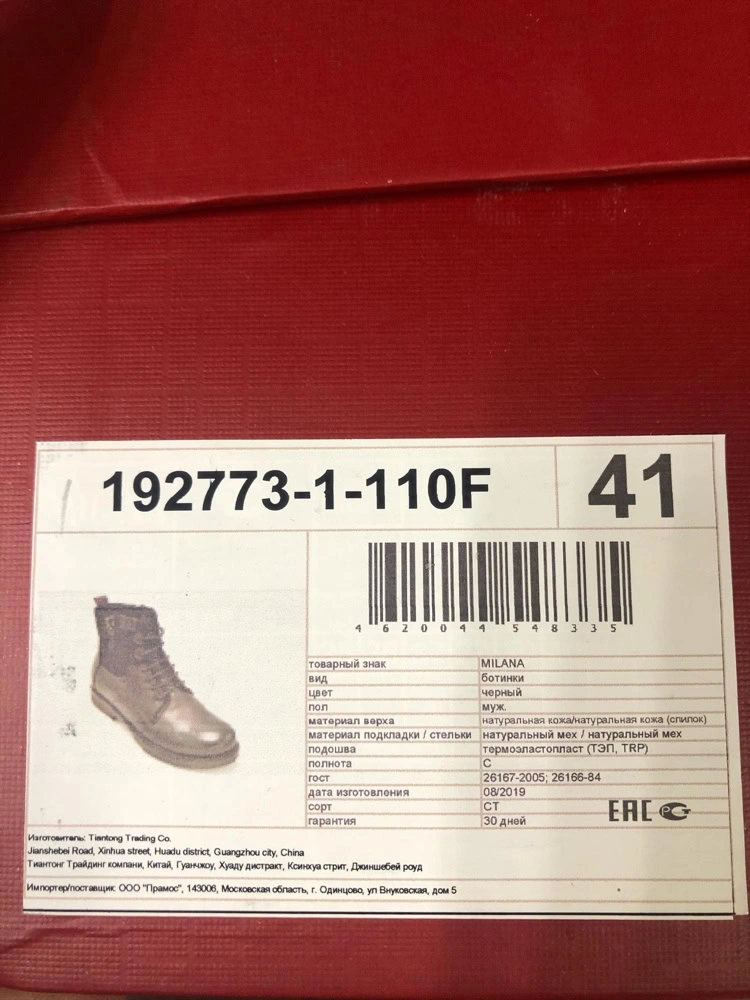 192773-1-110F
41
4 620044 548335
товарный знак MILANA
вид ботинки
цвет черный
пол муж.
материал верха натуральная кожа/натуральная кожа (спилок)
материал подкладки / стельки натуральный мех / натуральный мех
подошва термоэластопласт (ТЭП, TRP)
полнота С
гост 26167-2005; 26166-84
дата изготовления 08/2019
сорт СТ
гарантия 30 дней
EAC РСТ
Изготовитель: Tiantong Trading Co.
Jianshebei Road, Xinhua street, Huadu district, Guangzhou city, China
Тиантонг Трайдинг компани, Китай, Гуанчжоу, Хуаду дистракт, Ксинхуа стрит, Джиншебей роуд
Импортер/поставщик: ООО "Прамос", 143006, Московская область, г. Одинцово, ул Внуковская, дом 5